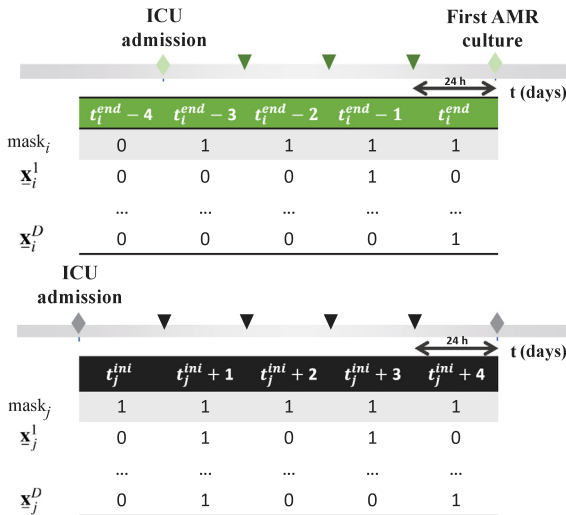 ICU admission
First AMR culture
24 h
t (days)
t_i^{end} − 4 t_i^{end} − 3 t_i^{end} − 2 t_i^{end} − 1 t_i^{end}
mask_i 0 1 1 1 1
x_i^1 0 0 0 1 0
... ... ...
x_i^D 0 0 0 0 1
ICU admission
24 h
t (days)
t_j^{ini} t_j^{ini} + 1 t_j^{ini} + 2 t_j^{ini} + 3 t_j^{ini} + 4
mask_j 1 1 1 1 1
x_j^1 0 1 0 1 0
... ... ...
x_j^D 0 1 0 0 1